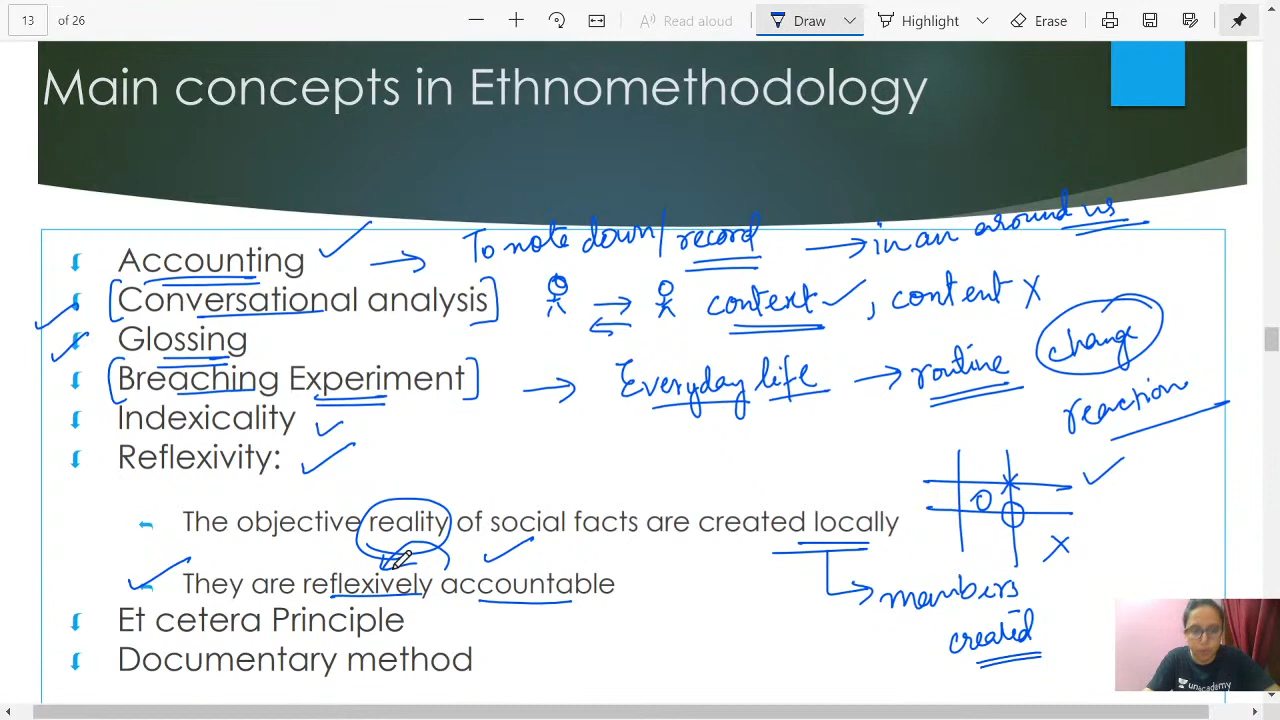 13 of 26 Read aloud Draw Highlight Erase
Main concepts in Ethnomethodology
Accounting To note down/record in an around us
Conversational analysis context, content X
Glossing change
Breaching Experiment Everyday life routine
reaction
Indexicality
Reflexivity:
The objective reality of social facts are created locally
They are reflexively accountable members
created
Et cetera Principle
Documentary method
unacademy